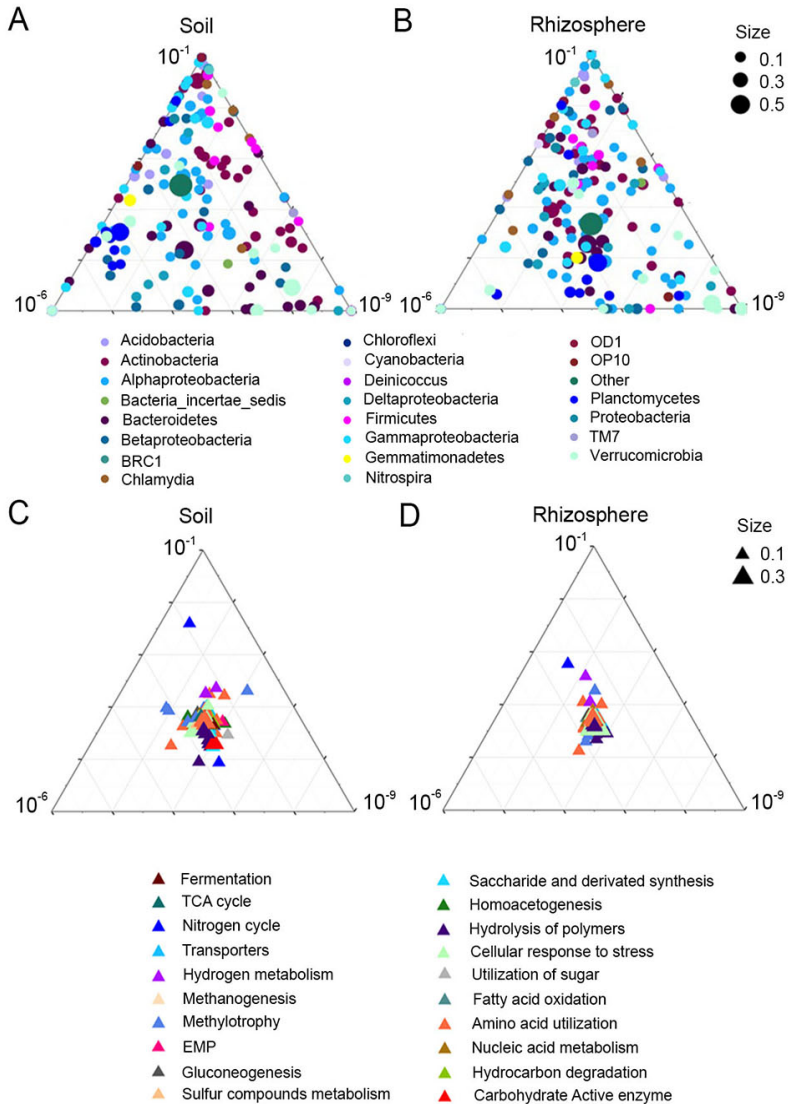 A
Soil
B
Rhizosphere
Size
0.1
0.3
0.5
10-1
10-6
10-9
10-1
10-6
10-9
Acidobacteria
Actinobacteria
Alphaproteobacteria
Bacteria_incertae_sedis
Bacteroidetes
Betaproteobacteria
BRC1
Chlamydia
Chloroflexi
Cyanobacteria
Deinicoccus
Deltaproteobacteria
Firmicutes
Gammaproteobacteria
Gemmatimonadetes
Nitrospira
OD1
OP10
Other
Planctomycetes
Proteobacteria
TM7
Verrucomicrobia
C
Soil
D
Rhizosphere
Size
0.1
0.3
10-1
10-6
10-9
10-1
10-6
10-9
Fermentation
TCA cycle
Nitrogen cycle
Transporters
Hydrogen metabolism
Methanogenesis
Methylotrophy
EMP
Gluconeogenesis
Sulfur compounds metabolism
Saccharide and derivated synthesis
Homoacetogenesis
Hydrolysis of polymers
Cellular response to stress
Utilization of sugar
Fatty acid oxidation
Amino acid utilization
Nucleic acid metabolism
Hydrocarbon degradation
Carbohydrate Active enzyme